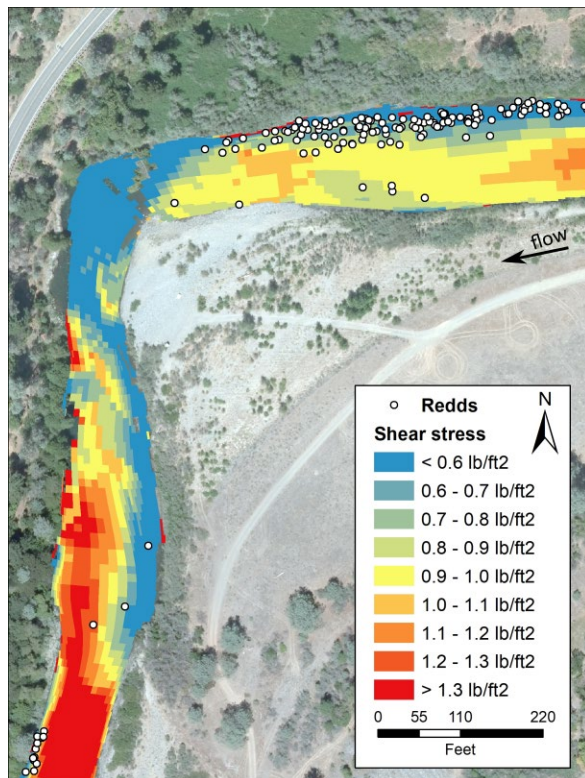 flow
N
Redds
Shear stress
< 0.6 lb/ft2
0.6 - 0.7 lb/ft2
0.7 - 0.8 lb/ft2
0.8 - 0.9 lb/ft2
0.9 - 1.0 lb/ft2
1.0 - 1.1 lb/ft2
1.1 - 1.2 lb/ft2
1.2 - 1.3 lb/ft2
> 1.3 lb/ft2
0 55 110 220
Feet